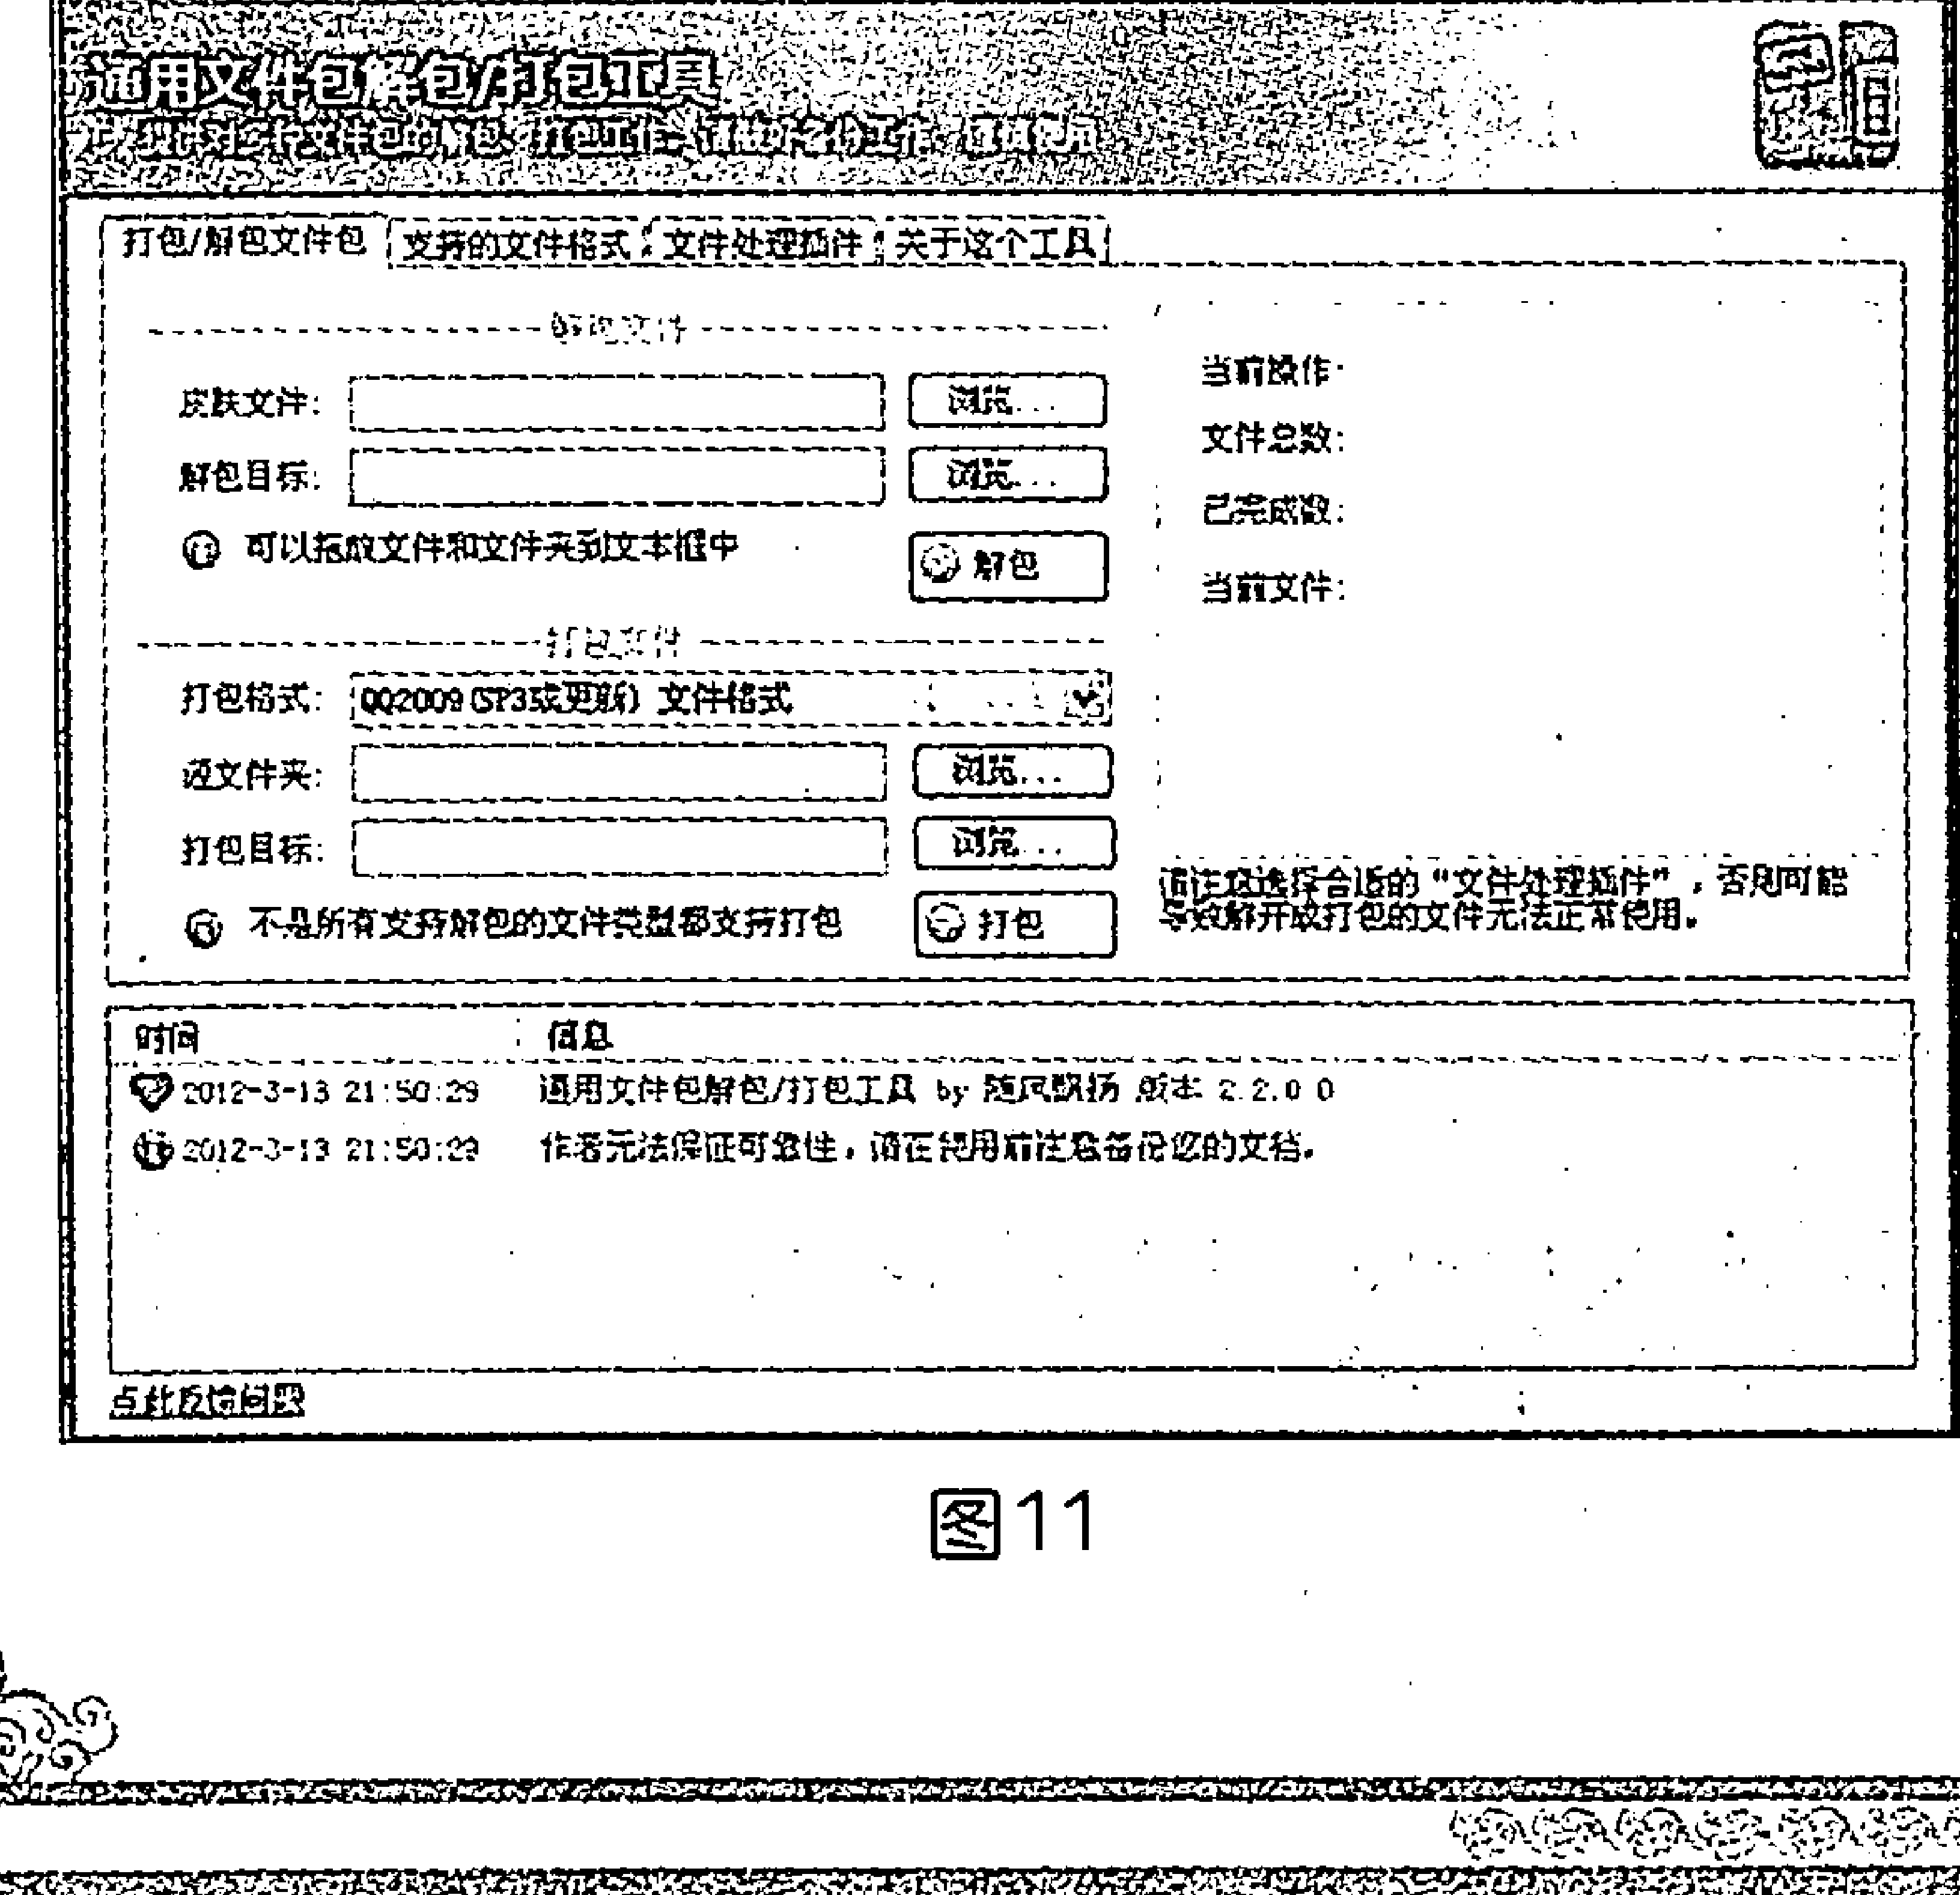 通用文件包解包/打包工具
打包/解包文件包 支持的文件格式 文件处理插件 关于这个工具
解包文件
皮肤文件: 浏览...
解包目标: 浏览...
可以拖放文件和文件夹到文本框中 解包
当前操作:
文件总数:
已完成数:
当前文件:
打包文件
打包格式: QQ2009(SP3或更新) 文件格式
源文件夹: 浏览...
打包目标: 浏览...
不是所有支持解包的文件类型都支持打包 打包
请注意选择合适的“文件处理插件”，否则可能
导致解开或打包的文件无法正常使用。
时间 信息
2012-3-13 21:50:29 通用文件包解包/打包工具 by 随风飘扬 版本 2.2.0.0
2012-3-13 21:50:29 作者无法保证可靠性，请在使用前注意备份您的文档。
点此反馈问题
图11